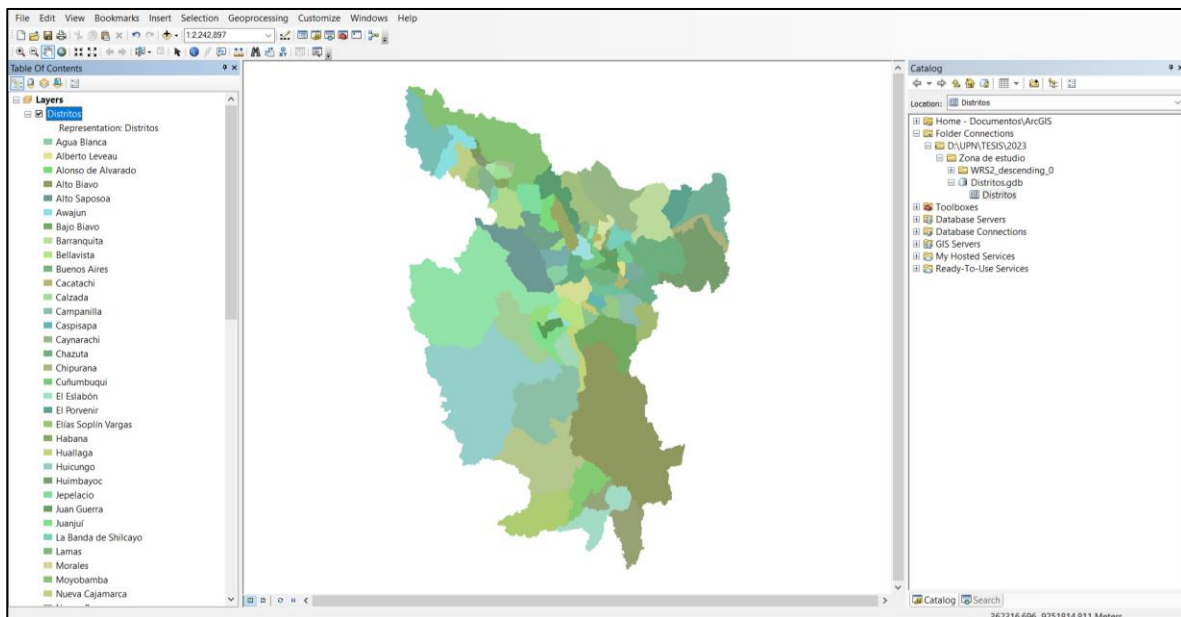 File Edit View Bookmarks Insert Selection Geoprocessing Customize Windows Help
1:2,242,897
Table Of Contents
Layers
Distritos
Representation: Distritos
Agua Blanca
Alberto Leveau
Alonso de Alvarado
Alto Biavo
Alto Saposoa
Awajun
Bajo Biavo
Barranquita
Bellavista
Buenos Aires
Cacatachi
Calzada
Campanilla
Caspisapa
Caynarachi
Chazuta
Chipurana
Cuñumbuqui
El Eslabón
El Porvenir
Elías Soplín Vargas
Habana
Huallaga
Huicungo
Huimbayoc
Jepelacio
Juan Guerra
Juanjuí
La Banda de Shilcayo
Lamas
Morales
Moyobamba
Nueva Cajamarca
Catalog
Location: Distritos
Home - Documentos\ArcGIS
Folder Connections
D:\UPN\TESIS\2023
Zona de estudio
WRS2_descending_0
Distritos.gdb
Distritos
Toolboxes
Database Servers
Database Connections
GIS Servers
My Hosted Services
Ready-To-Use Services
Catalog Search